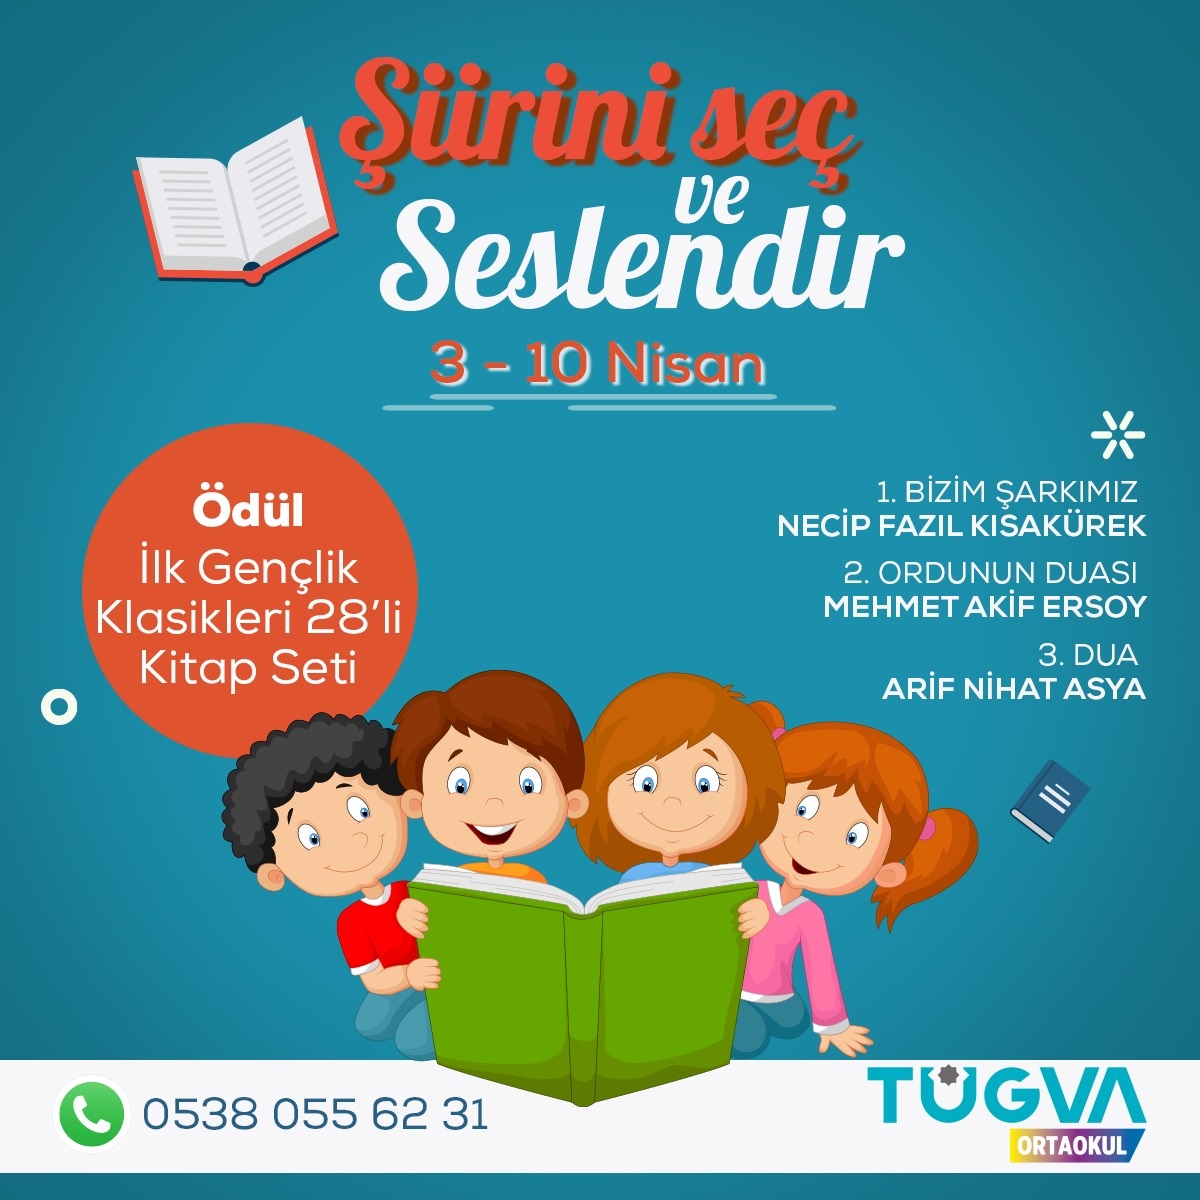 Şiirini seç
ve
Seslendir
3 - 10 Nisan
Ödül
İlk Gençlik
Klasikleri 28'li
Kitap Seti
1. BİZİM ŞARKIMIZ
NECİP FAZIL KISAKÜREK
2. ORDUNUN DUASI
MEHMET AKİF ERSOY
3. DUA
ARİF NİHAT ASYA
0538 055 62 31
TÜGVA
ORTAOKUL